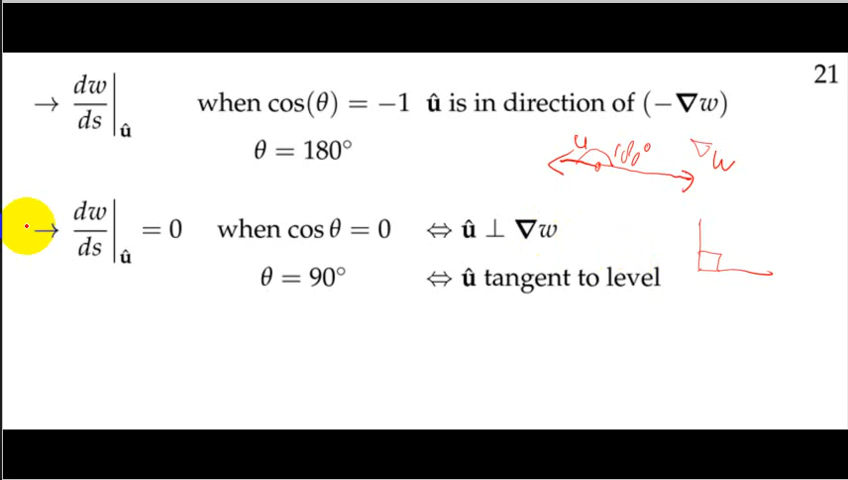 21
→ dw/ds|û when cos(θ) = −1 û is in direction of (−∇w)
θ = 180°
u 180° ∇w
→ dw/ds|û = 0 when cos θ = 0 ⇔ û ⊥ ∇w
θ = 90° ⇔ û tangent to level